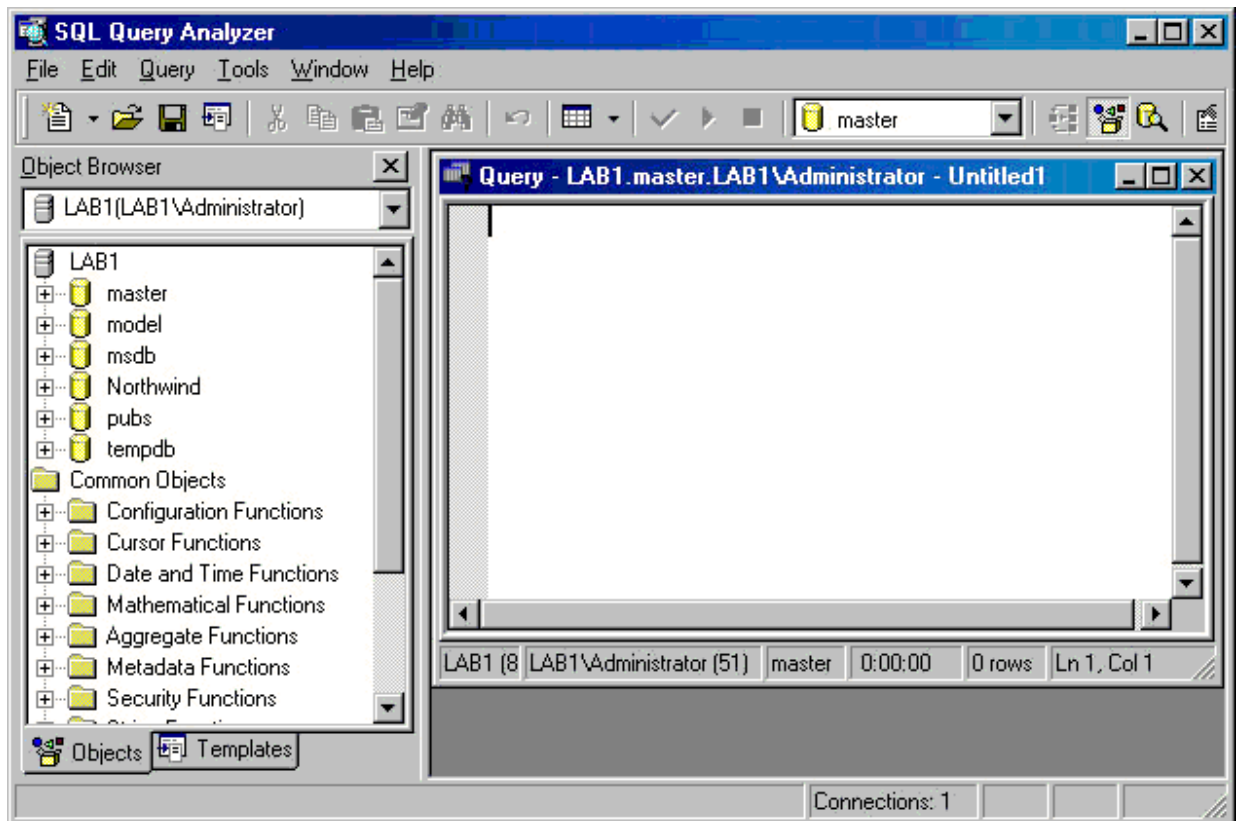 SQL Query Analyzer
File Edit Query Tools Window Help
master
Object Browser
LAB1(LAB1\Administrator)
LAB1
master
model
msdb
Northwind
pubs
tempdb
Common Objects
Configuration Functions
Cursor Functions
Date and Time Functions
Mathematical Functions
Aggregate Functions
Metadata Functions
Security Functions
Objects Templates
Query - LAB1.master.LAB1\Administrator - Untitled1
LAB1 (8 LAB1\Administrator (51) master 0:00:00 0 rows Ln 1, Col 1
Connections: 1